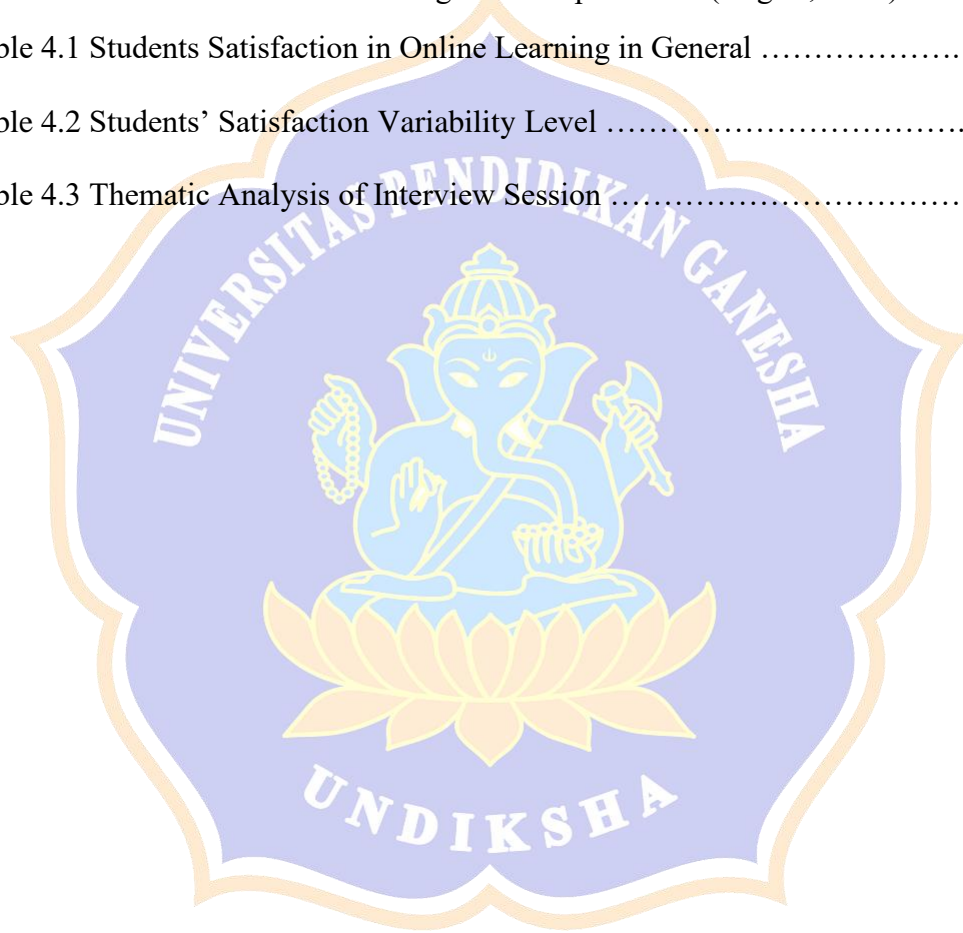 ble 4.1 Students Satisfaction in Online Learning in General ………………..
ble 4.2 Students’ Satisfaction Variability Level ……………………………..
ble 4.3 Thematic Analysis of Interview Session ……………………………
UNIVERSITAS PENDIDIKAN GANESHA
UNDIKSHA